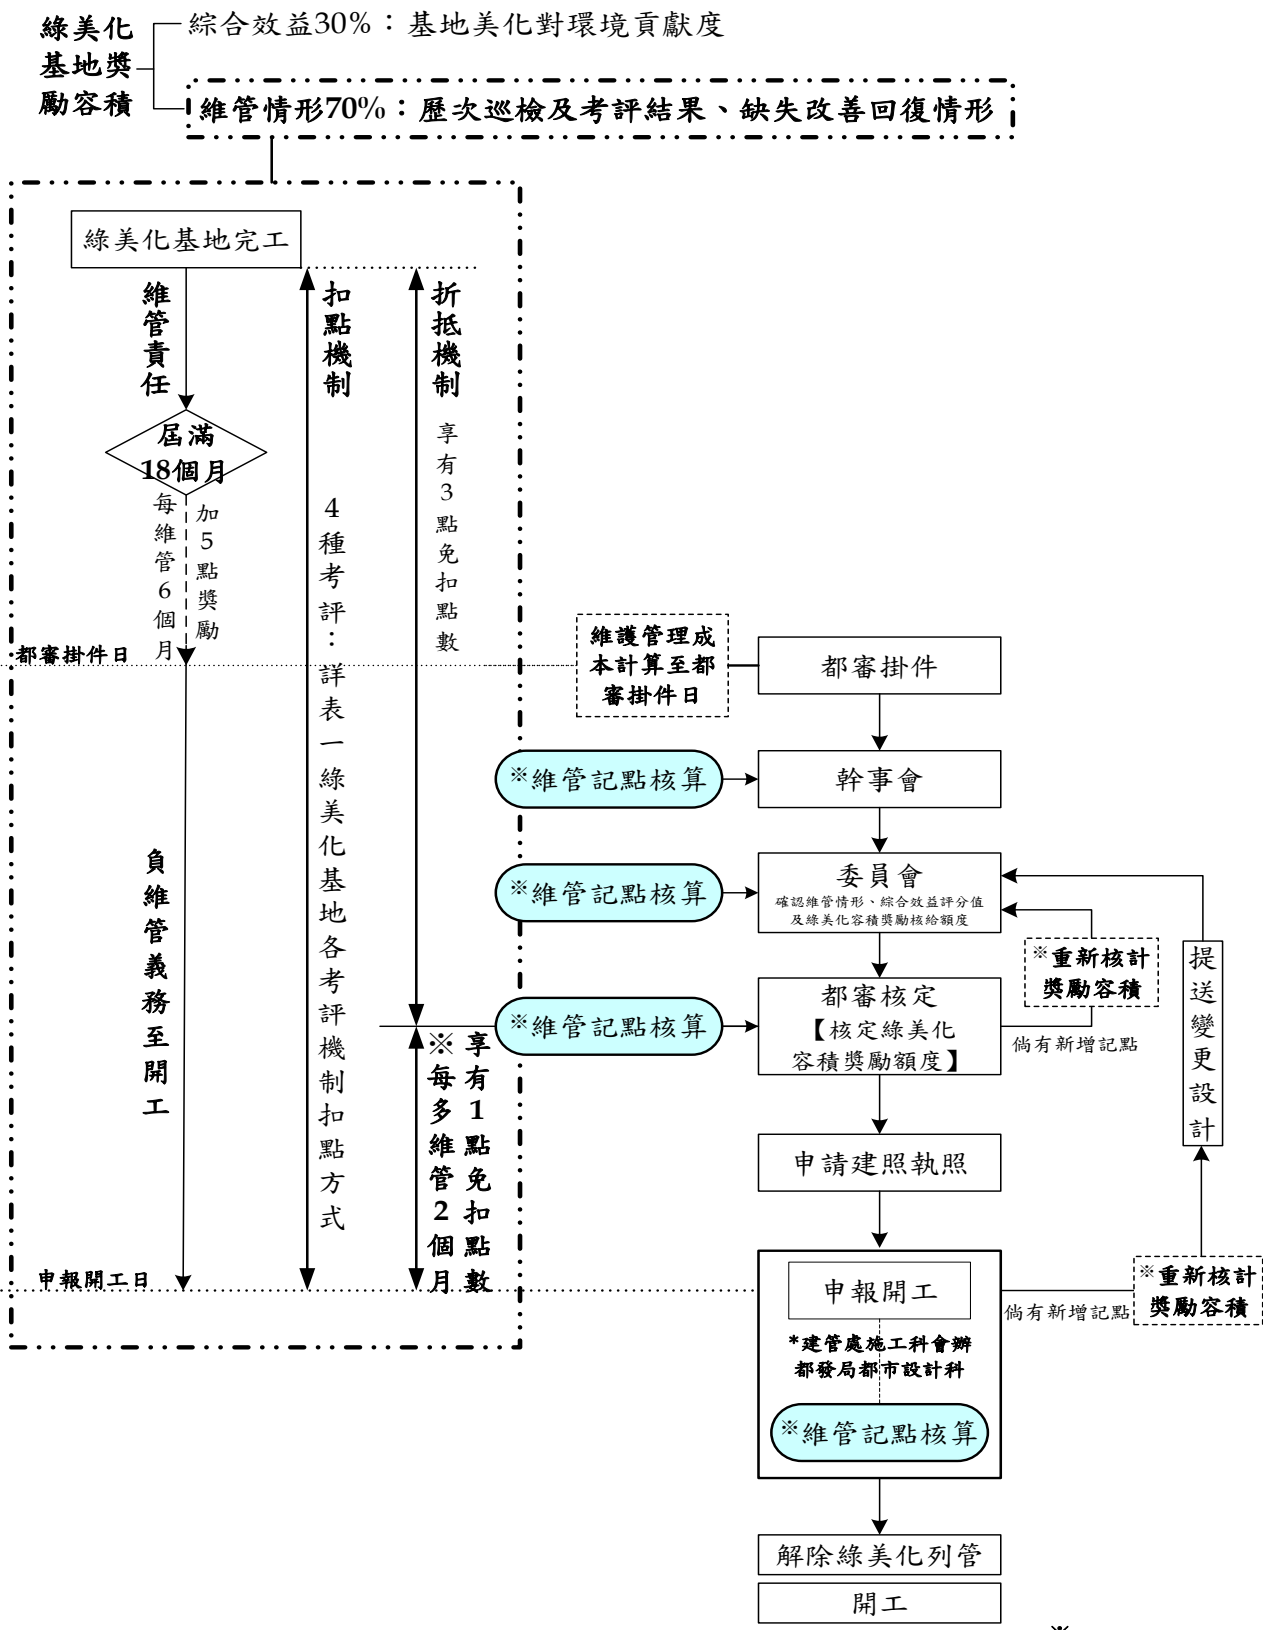 綠美化
基地獎
勵容積
綜合效益30%：基地美化對環境貢獻度
維管情形70%：歷次巡檢及考評結果、缺失改善回復情形
綠美化基地完工
維管責任
屆滿
18個月
每維管6個月
加5點獎勵
都審掛件日
負維管義務至開工
申報開工日
扣點機制
4種考評：詳表一綠美化基地各考評機制扣點方式
折抵機制
享有3點免扣點數
※每多維管2個月
享有1點免扣點數
維護管理成
本計算至都
審掛件日
都審掛件
※維管記點核算
幹事會
※維管記點核算
委員會
確認維管情形、綜合效益評分值
及綠美化容積獎勵核給額度
※維管記點核算
都審核定
【核定綠美化
容積獎勵額度】
倘有新增記點
※重新核計
獎勵容積
提送變更設計
申請建照執照
申報開工
*建管處施工科會辦
都發局都市設計科
※維管記點核算
倘有新增記點
※重新核計
獎勵容積
解除綠美化列管
開工
※